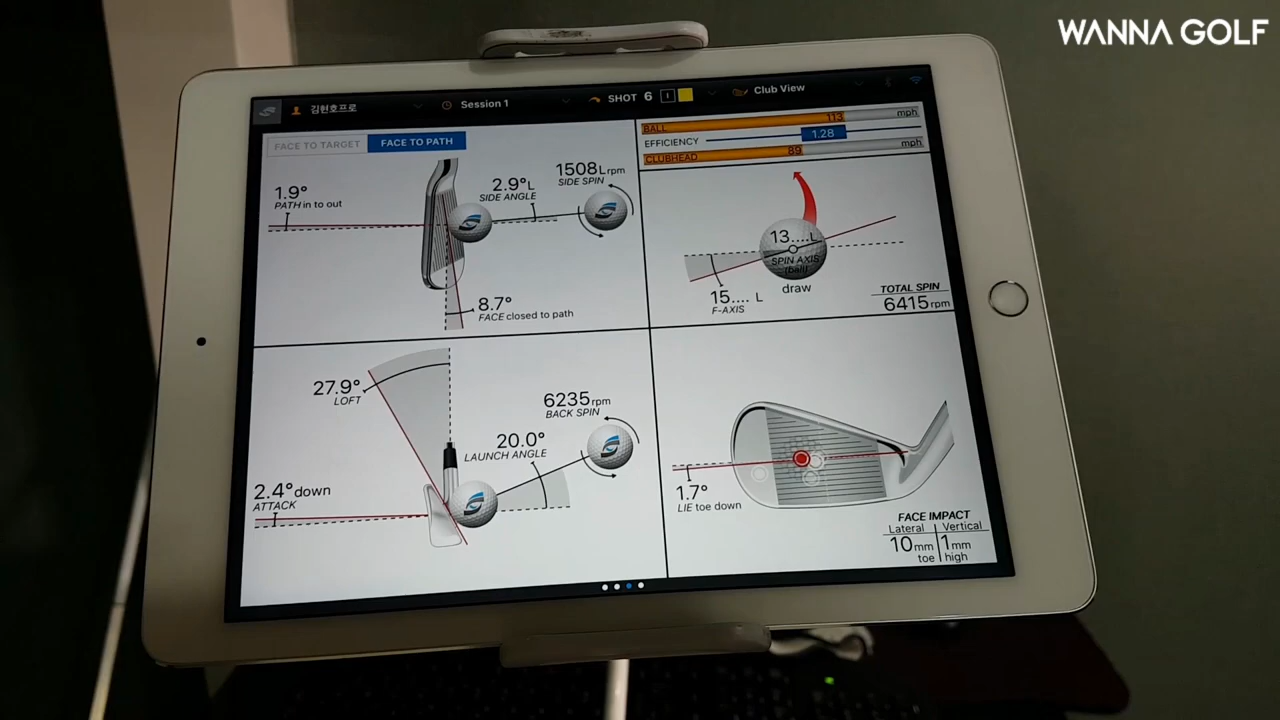 WANNA GOLF
김현호프로
Session 1
SHOT 6
Club View
FACE TO TARGET
FACE TO PATH
1.9°
PATH in to out
2.9°L
SIDE ANGLE
1508L rpm
SIDE SPIN
8.7°
FACE closed to path
BALL 113 mph
EFFICIENCY 1.28
CLUBHEAD 89 mph
13....L
SPIN AXIS
(ball)
draw
15.... L
F-AXIS
TOTAL SPIN
6415rpm
27.9°
LOFT
6235rpm
BACK SPIN
20.0°
LAUNCH ANGLE
2.4°down
ATTACK
1.7°
LIE toe down
FACE IMPACT
Lateral Vertical
10mm 1mm
toe high